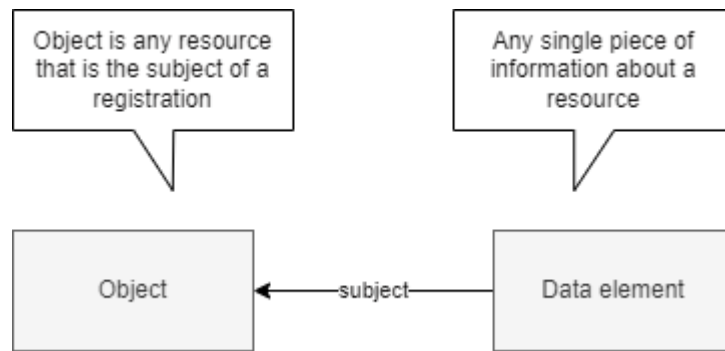 Object is any resource
that is the subject of a
registration
Any single piece of
information about a
resource
Object
subject
Data element